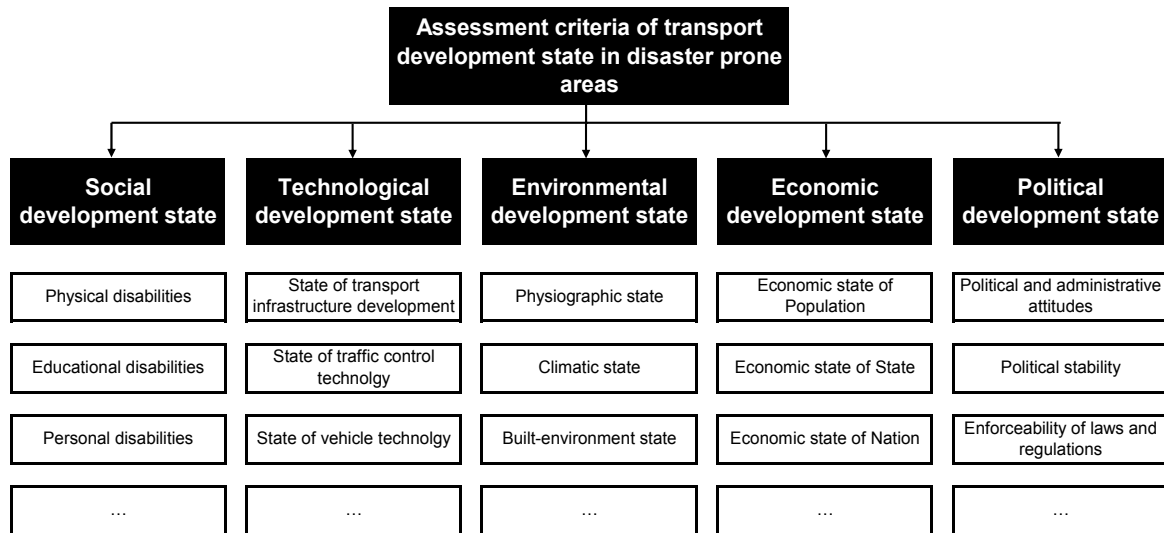 Assessment criteria of transport
development state in disaster prone
areas
Social
development state
Technological
development state
Environmental
development state
Economic
development state
Political
development state
Physical disabilities
State of transport
infrastructure development
Physiographic state
Economic state of
Population
Political and administrative
attitudes
Educational disabilities
State of traffic control
technolgy
Climatic state
Economic state of State
Political stability
Personal disabilities
State of vehicle technolgy
Built-environment state
Economic state of Nation
Enforceability of laws and
regulations
…
…
…
…
…